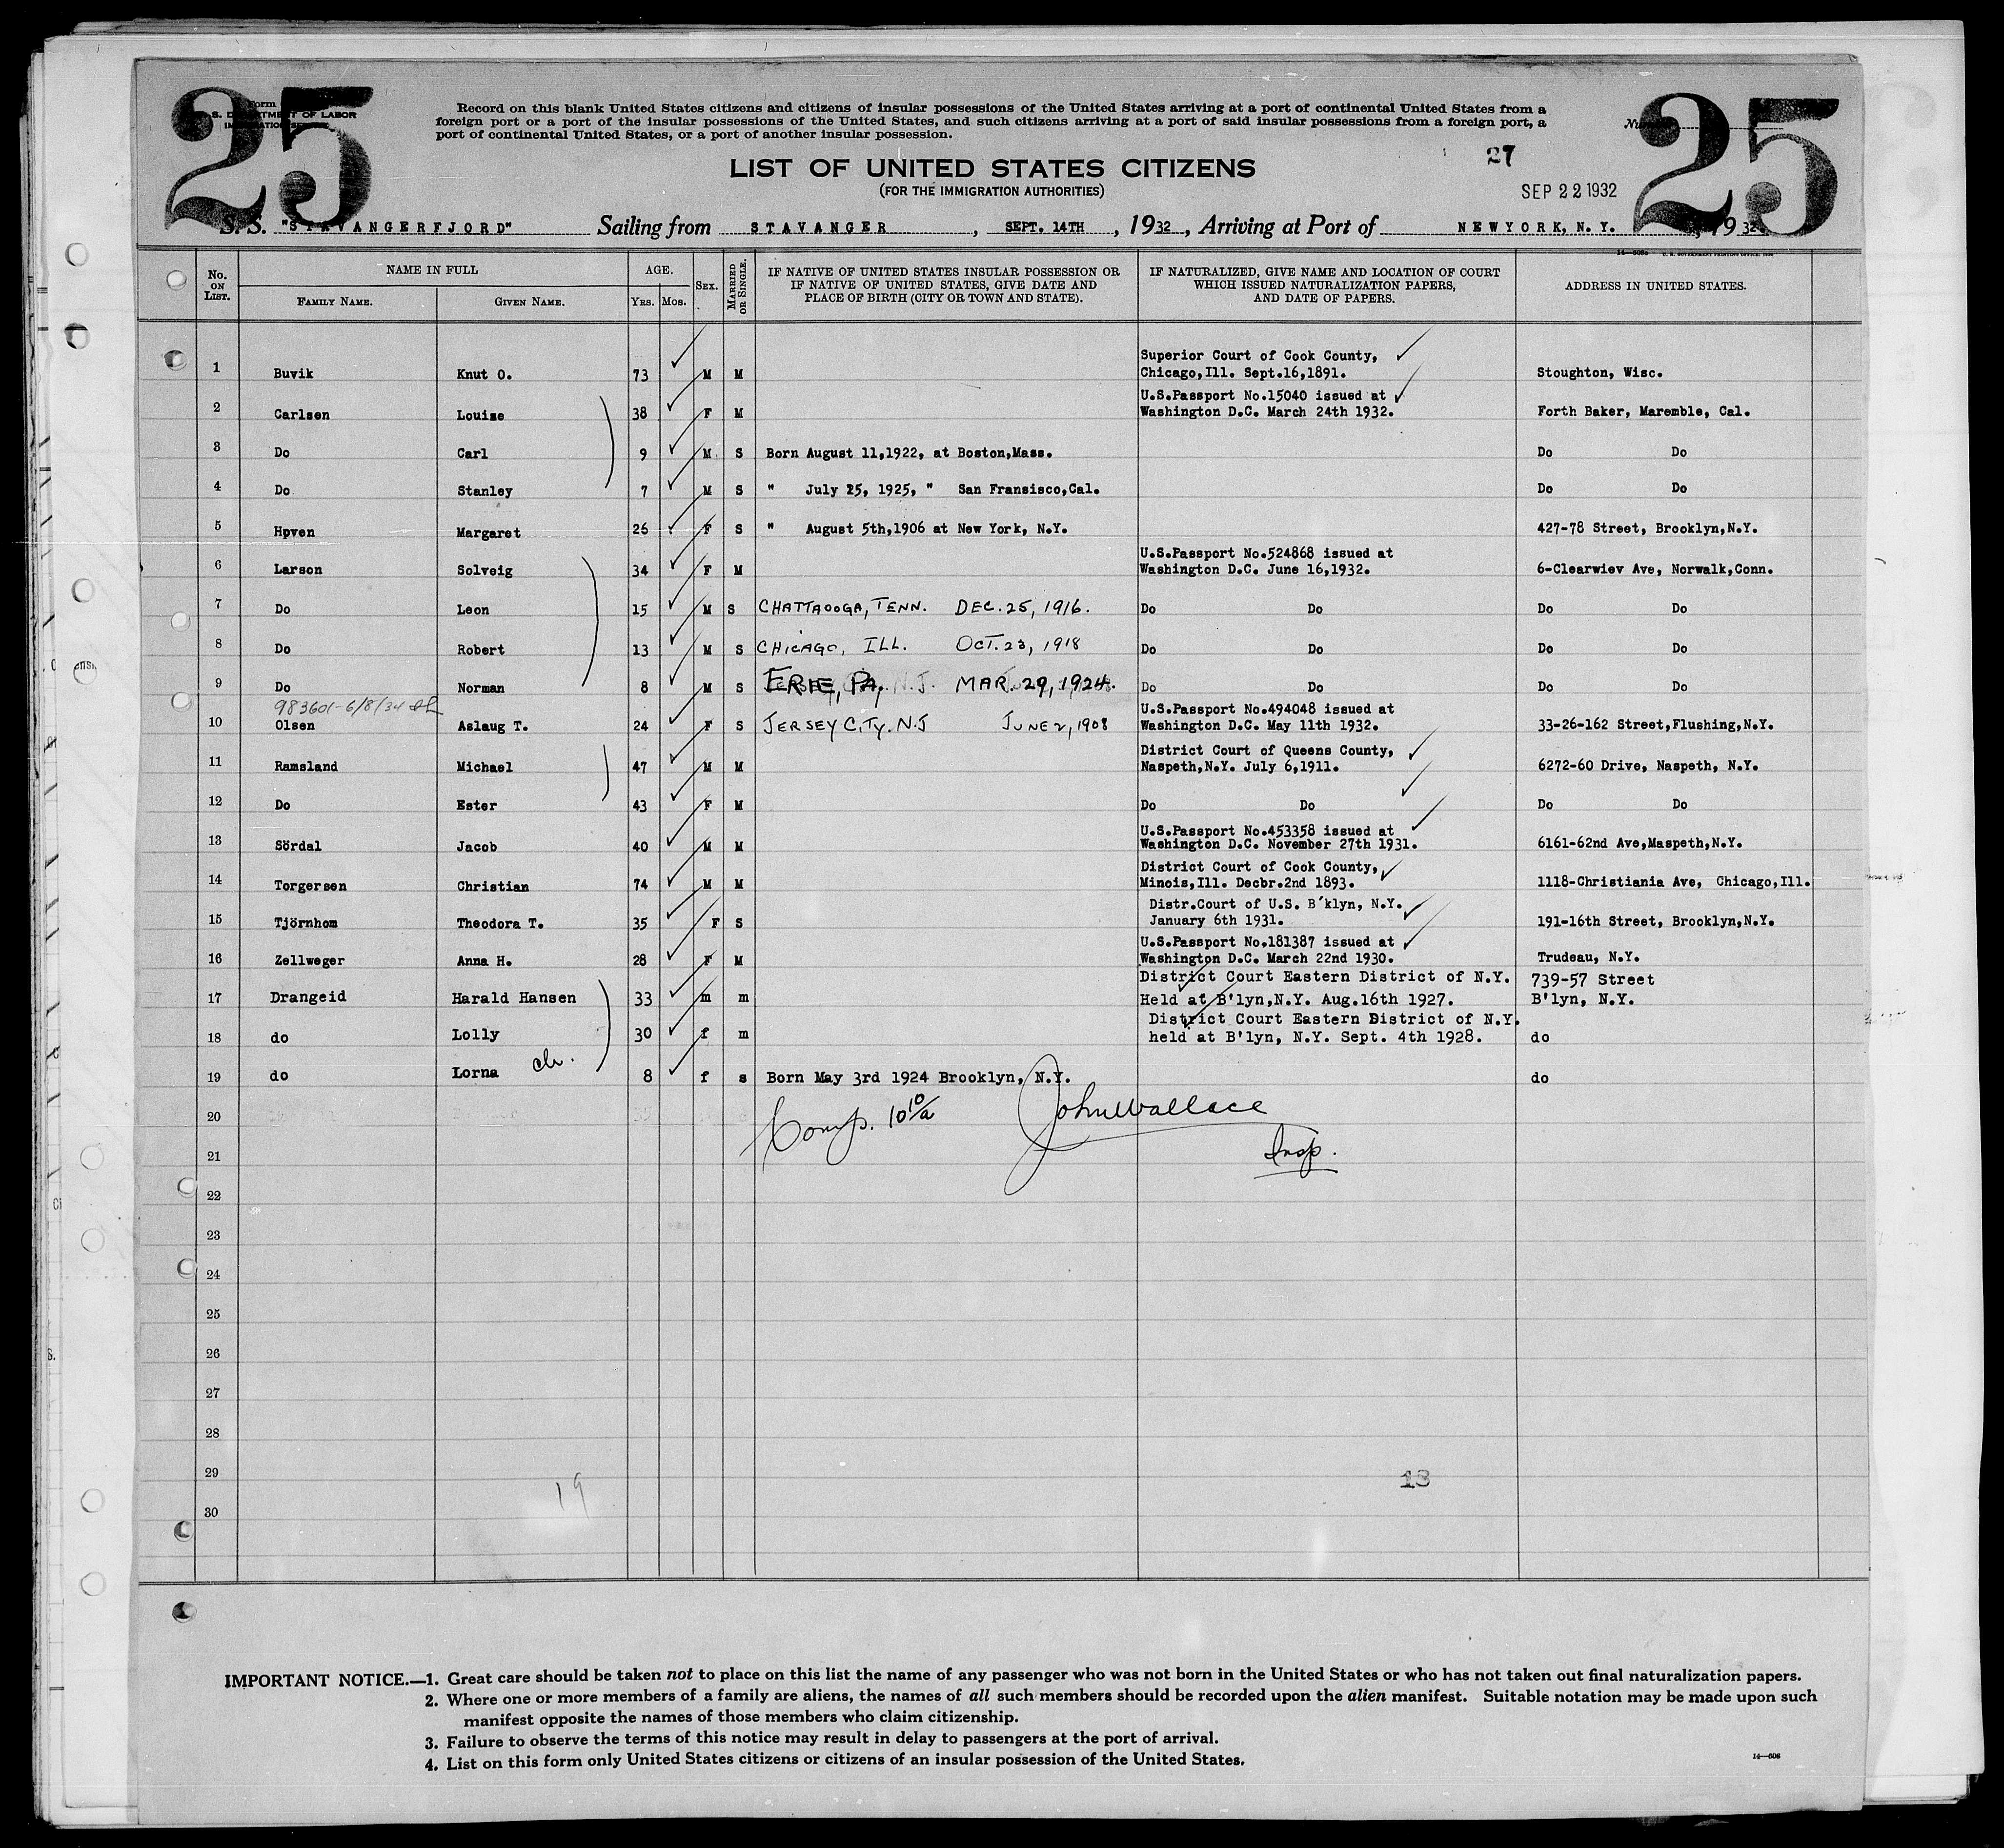 25
25
Form
S. DEPARTMENT OF LABOR
IMMIGRATION SERVICE
Record on this blank United States citizens and citizens of insular possessions of the United States arriving at a port of continental United States from a
foreign port or a port of the insular possessions of the United States, and such citizens arriving at a port of said insular possessions from a foreign port, a
port of continental United States, or a port of another insular possession.
LIST OF UNITED STATES CITIZENS
(FOR THE IMMIGRATION AUTHORITIES)
27
SEP 22 1932
S. S. "STAVANGERFJORD" Sailing from STAVANGER, SEPT. 14TH, 1932, Arriving at Port of NEWYORK, N.Y., 1932
No. ON LIST. NAME IN FULL FAMILY NAME. GIVEN NAME. AGE. YRS. MOS. SEX. MARRIED OR SINGLE. IF NATIVE OF UNITED STATES INSULAR POSSESSION OR IF NATIVE OF UNITED STATES, GIVE DATE AND PLACE OF BIRTH (CITY OR TOWN AND STATE). IF NATURALIZED, GIVE NAME AND LOCATION OF COURT WHICH ISSUED NATURALIZATION PAPERS, AND DATE OF PAPERS. ADDRESS IN UNITED STATES.
1 Buvik Knut O. 73 M M Superior Court of Cook County, Chicago,Ill. Sept.16,1891. Stoughton, Wisc.
2 Carlsen Louise 38 F M U.S.Passport No.15040 issued at Washington D.C. March 24th 1932. Forth Baker, Maremble, Cal.
3 Do Carl 9 M S Born August 11,1922, at Boston,Mass. Do Do
4 Do Stanley 7 M S " July 25, 1925, " San Fransisco,Cal. Do Do
5 Hpven Margaret 26 F S " August 5th,1906 at New York, N.Y. 427-78 Street, Brooklyn,N.Y.
6 Larson Solveig 34 F M U.S.Passport No.524868 issued at Washington D.C. June 16,1932. 6-Clearwiev Ave, Norwalk,Conn.
7 Do Leon 15 M S CHATTAOOGA, TENN. DEC. 25, 1916. Do Do Do Do
8 Do Robert 13 M S CHICAGO, ILL. OCT. 23, 1918 Do Do Do Do
9 Do Norman 8 M S ERIE, PA, MAR. 29, 1924. Do Do Do Do
983601-6/8/34
10 Olsen Aslaug T. 24 F S JERSEY CITY. N.J JUNE 2, 1908 U.S.Passport No.494048 issued at Washington D.C. May 11th 1932. 33-26-162 Street,Flushing,N.Y.
11 Ramsland Michael 47 M M District Court of Queens County, Naspeth,N.Y. July 6,1911. 6272-60 Drive, Naspeth, N.Y.
12 Do Ester 43 F M Do Do Do Do
13 Sördal Jacob 40 M M U.S.Passport No.453358 issued at Washington D.C. November 27th 1931. 6161-62nd Ave,Maspeth,N.Y.
14 Torgersen Christian 74 M M District Court of Cook County, Minois,Ill. Decbr.2nd 1893. 1118-Christiania Ave, Chicago,Ill.
15 Tjörnhom Theodora T. 35 F S Distr.Court of U.S. B'klyn, N.Y. January 6th 1931. 191-16th Street, Brooklyn,N.Y.
16 Zellweger Anna H. 28 F M U.S.Passport No.181387 issued at Washington D.C. March 22nd 1930. Trudeau, N.Y.
17 Drangeid Harald Hansen 33 m m District Court Eastern District of N.Y. Held at B'lyn,N.Y. Aug.16th 1927. 739-57 Street B'lyn, N.Y.
18 do Lolly 30 f m District Court Eastern District of N.Y. held at B'lyn, N.Y. Sept. 4th 1928. do
19 do Lorna ch. 8 f s Born May 3rd 1924 Brooklyn, N.Y. do
20 Comp. 10 10/a John Wallace
21 Insp.
22
23
24
25
26
27
28
29 19 13
30
IMPORTANT NOTICE.—1. Great care should be taken not to place on this list the name of any passenger who was not born in the United States or who has not taken out final naturalization papers.
2. Where one or more members of a family are aliens, the names of all such members should be recorded upon the alien manifest. Suitable notation may be made upon such
manifest opposite the names of those members who claim citizenship.
3. Failure to observe the terms of this notice may result in delay to passengers at the port of arrival.
4. List on this form only United States citizens or citizens of an insular possession of the United States.
14—606